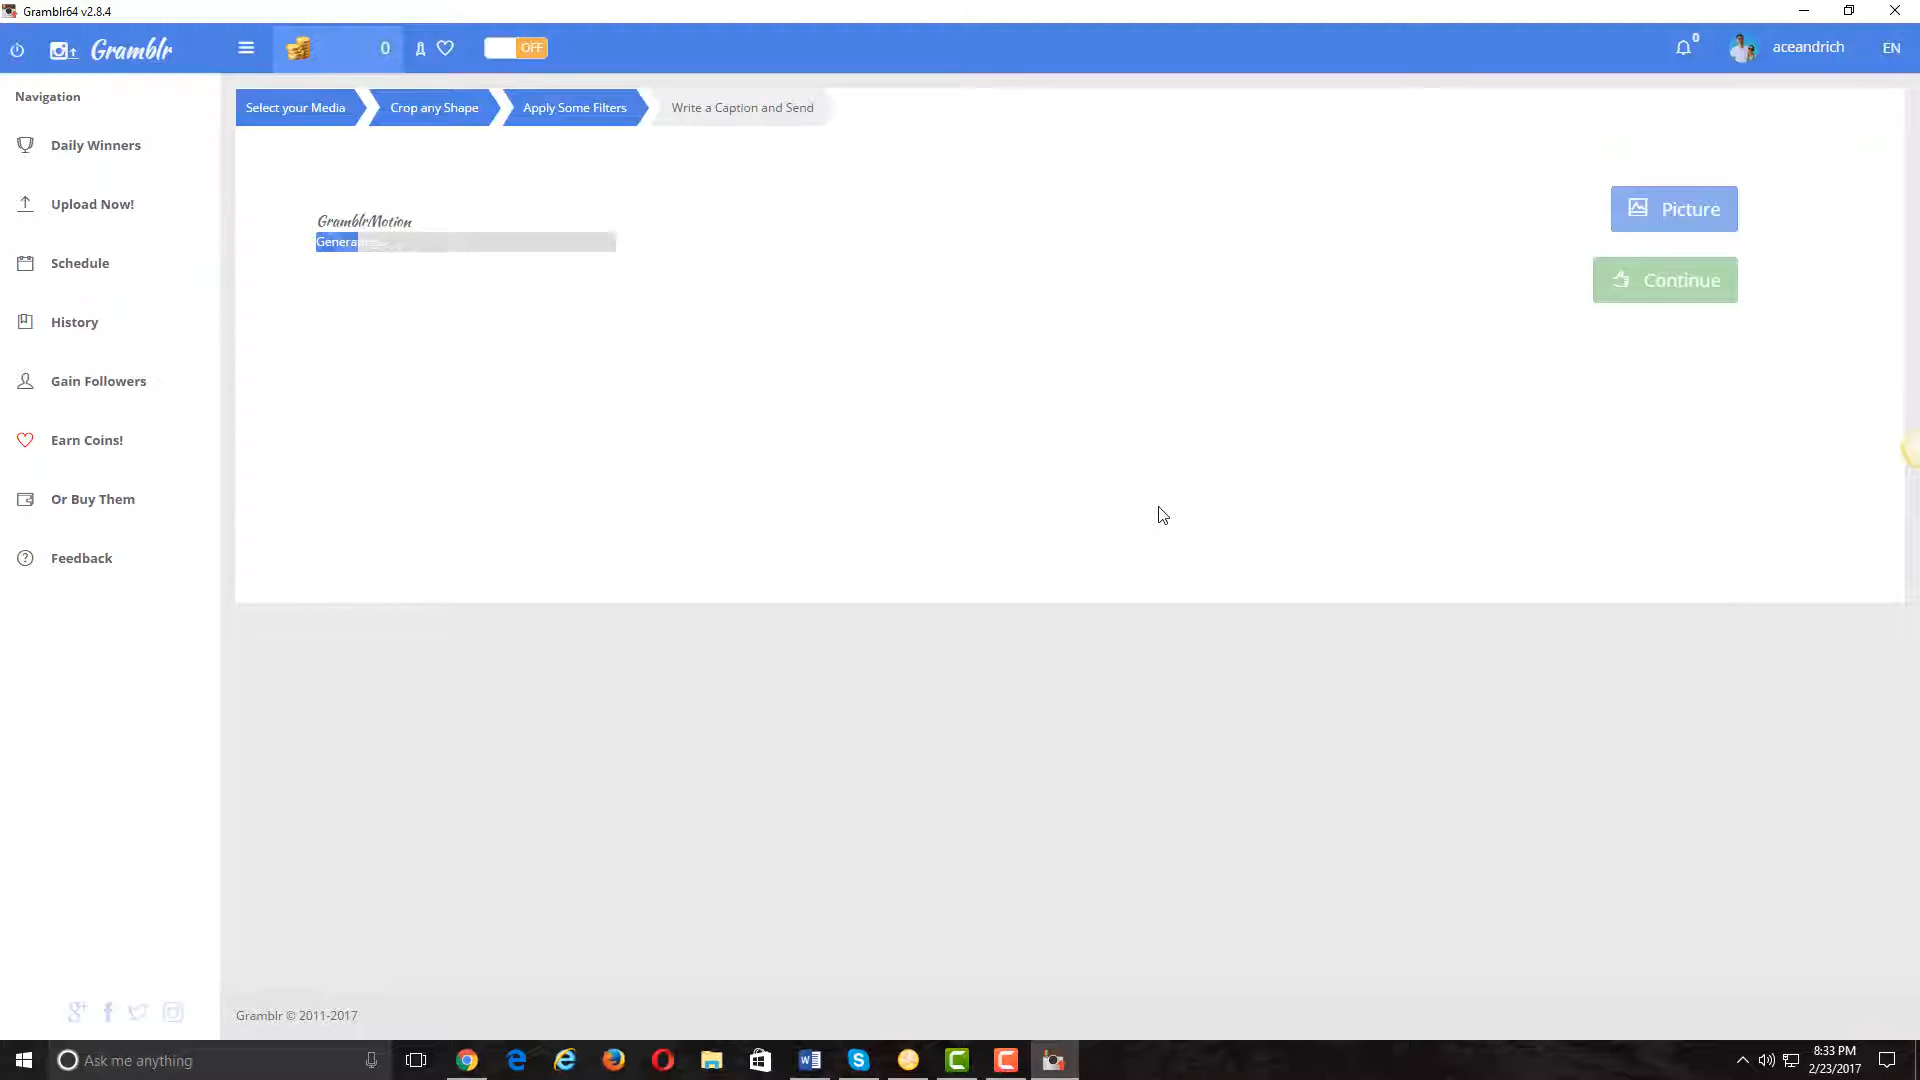 Gramblr64 v2.8.4
Gramblr
0
OFF
0
aceandrich
EN
Navigation
Daily Winners
Upload Now!
Schedule
History
Gain Followers
Earn Coins!
Or Buy Them
Feedback
Select your Media
Crop any Shape
Apply Some Filters
Write a Caption and Send
GramblrMotion
Picture
Continue
Gramblr © 2011-2017
Ask me anything
8:33 PM
2/23/2017